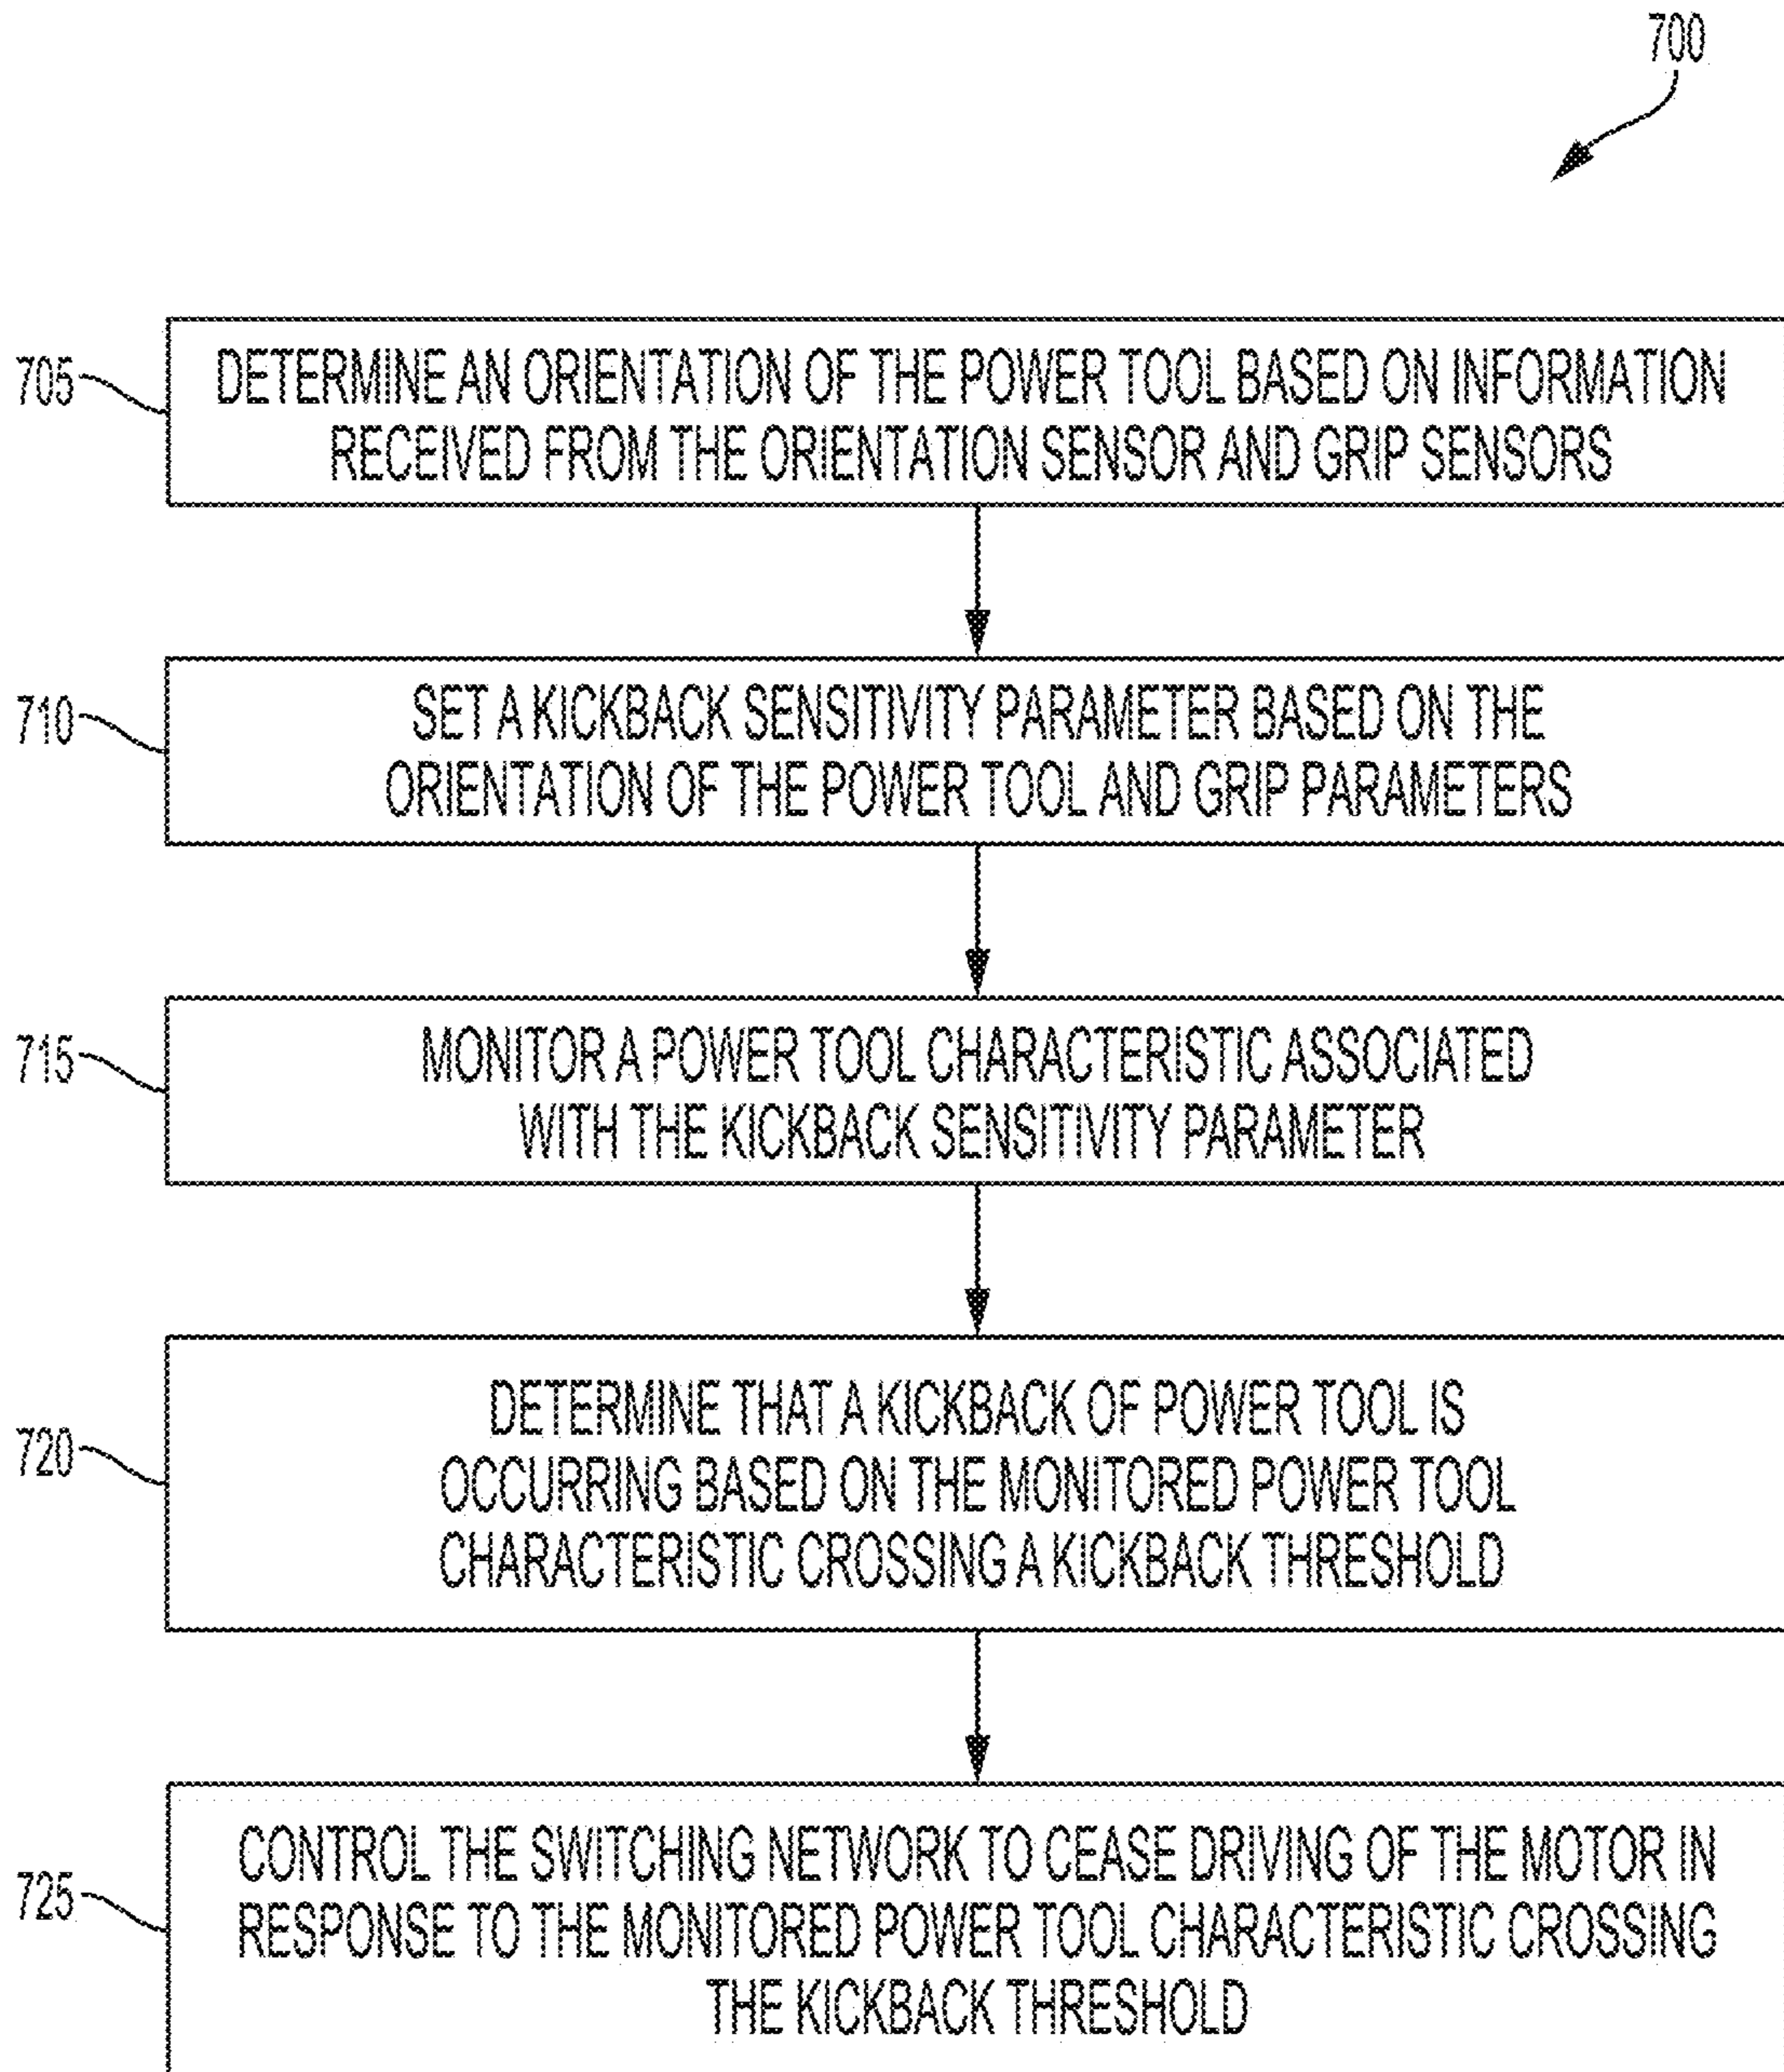 700
705
DETERMINE AN ORIENTATION OF THE POWER TOOL BASED ON INFORMATION
RECEIVED FROM THE ORIENTATION SENSOR AND GRIP SENSORS
710
SET A KICKBACK SENSITIVITY PARAMETER BASED ON THE
ORIENTATION OF THE POWER TOOL AND GRIP PARAMETERS
715
MONITOR A POWER TOOL CHARACTERISTIC ASSOCIATED
WITH THE KICKBACK SENSITIVITY PARAMETER
720
DETERMINE THAT A KICKBACK OF POWER TOOL IS
OCCURRING BASED ON THE MONITORED POWER TOOL
CHARACTERISTIC CROSSING A KICKBACK THRESHOLD
725
CONTROL THE SWITCHING NETWORK TO CEASE DRIVING OF THE MOTOR IN
RESPONSE TO THE MONITORED POWER TOOL CHARACTERISTIC CROSSING
THE KICKBACK THRESHOLD